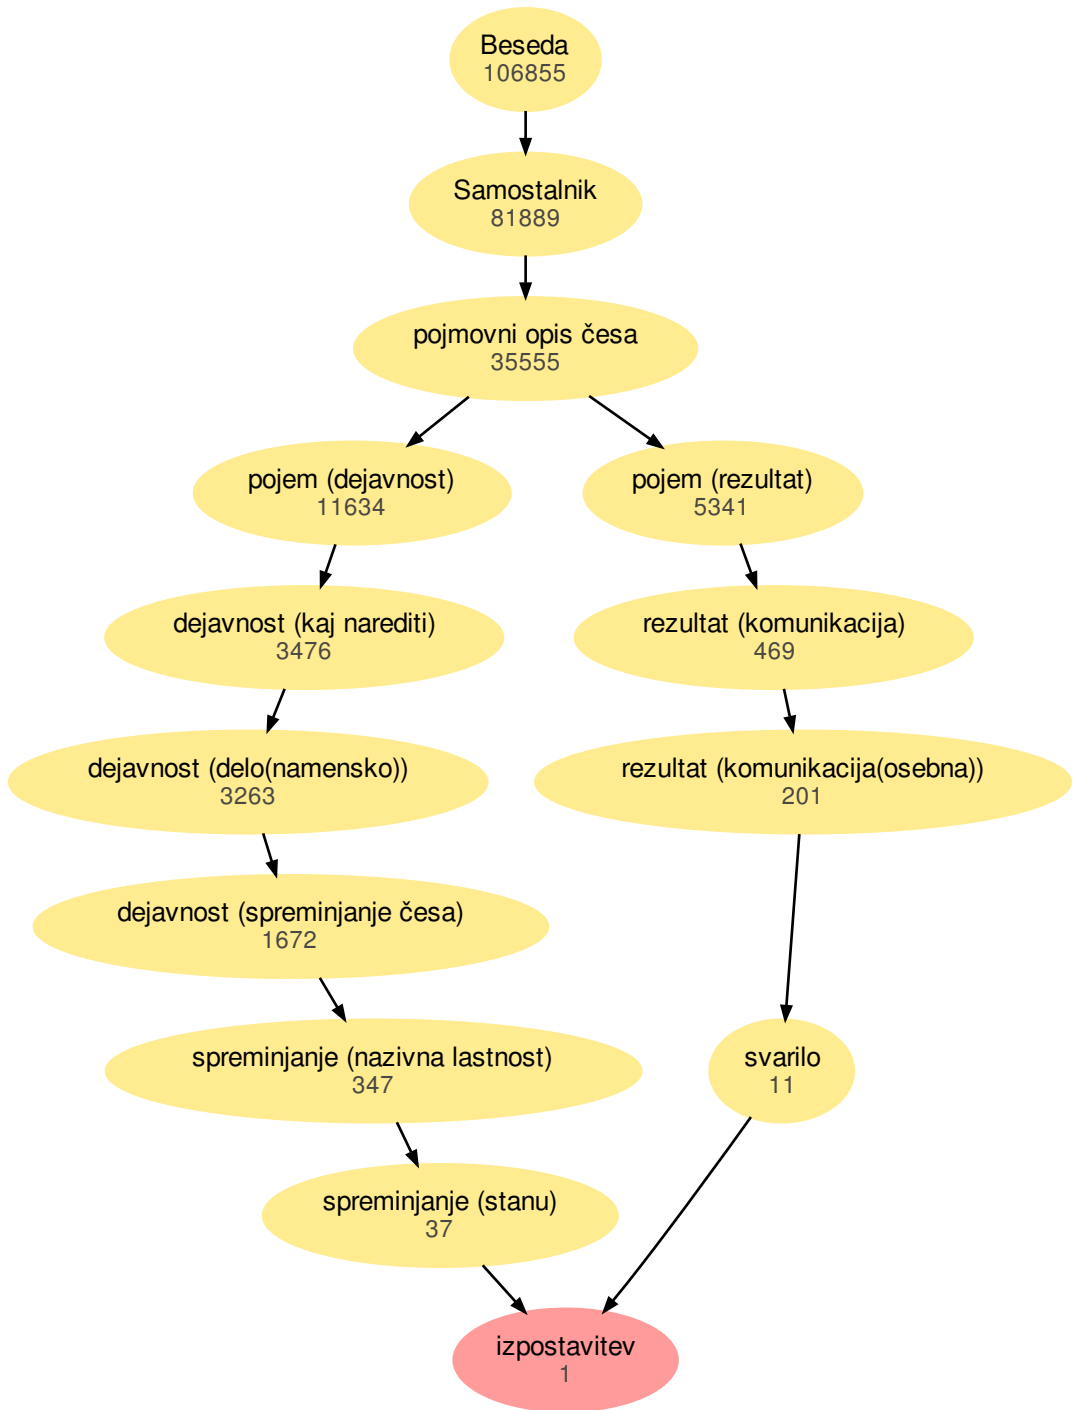 Beseda
106855
Samostalnik
81889
pojmovni opis česa
35555
pojem (dejavnost)
11634
pojem (rezultat)
5341
dejavnost (kaj narediti)
3476
rezultat (komunikacija)
469
dejavnost (delo(namensko))
3263
rezultat (komunikacija(osebna))
201
dejavnost (spreminjanje česa)
1672
spreminjanje (nazivna lastnost)
347
svarilo
11
spreminjanje (stanu)
37
izpostavitev
1